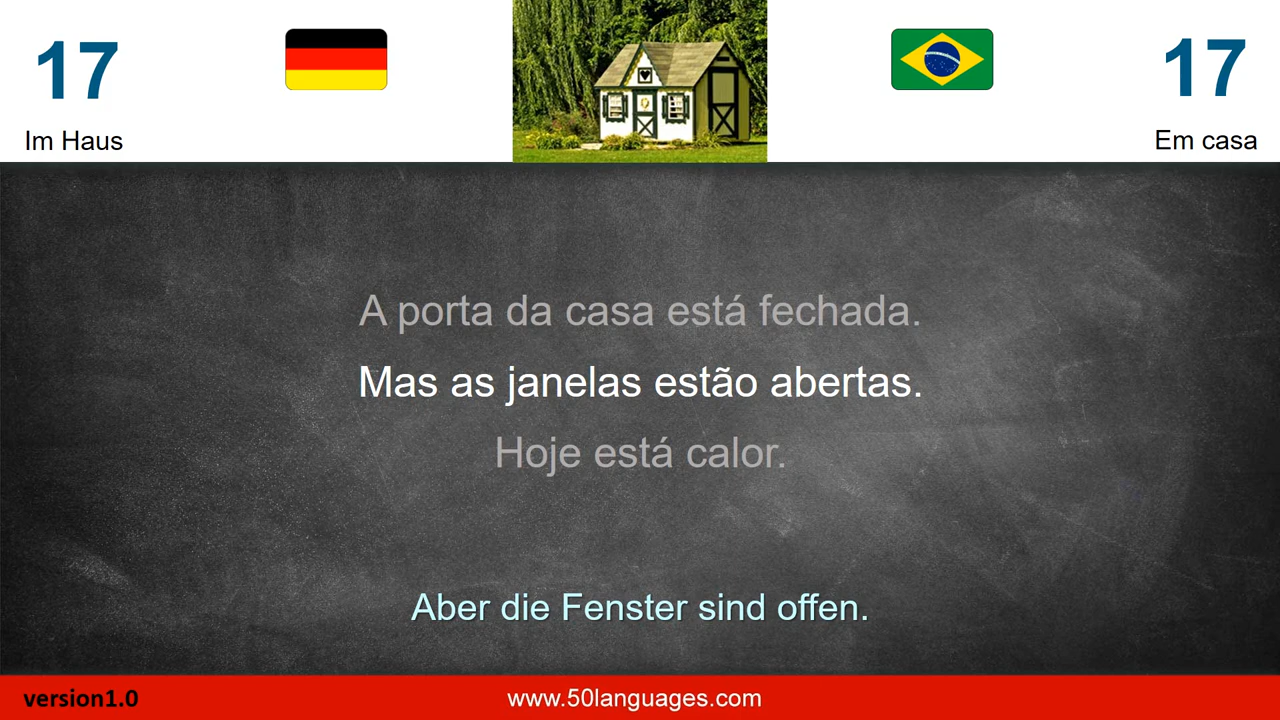 17
17
Im Haus
Em casa
A porta da casa está fechada.
Mas as janelas estão abertas.
Hoje está calor.
Aber die Fenster sind offen.
version1.0
www.50languages.com